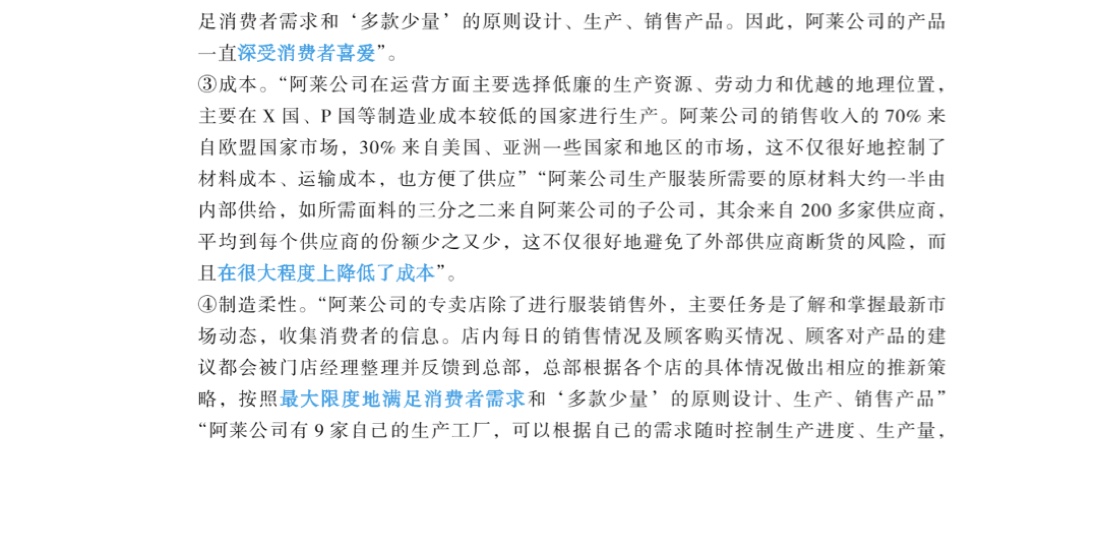 足消费者需求和‘多款少量’的原则设计、生产、销售产品。因此，阿莱公司的产品
一直深受消费者喜爱”。
③成本。“阿莱公司在运营方面主要选择低廉的生产资源、劳动力和优越的地理位置，
主要在 X 国、P 国等制造业成本较低的国家进行生产。阿莱公司的销售收入的 70% 来
自欧盟国家市场，30% 来自美国、亚洲一些国家和地区的市场，这不仅很好地控制了
材料成本、运输成本，也方便了供应”“阿莱公司生产服装所需要的原材料大约一半由
内部供给，如所需面料的三分之二来自阿莱公司的子公司，其余来自 200 多家供应商，
平均到每个供应商的份额少之又少，这不仅很好地避免了外部供应商断货的风险，而
且在很大程度上降低了成本”。
④制造柔性。“阿莱公司的专卖店除了进行服装销售外，主要任务是了解和掌握最新市
场动态，收集消费者的信息。店内每日的销售情况及顾客购买情况、顾客对产品的建
议都会被门店经理整理并反馈到总部，总部根据各个店的具体情况做出相应的推新策
略，按照最大限度地满足消费者需求和‘多款少量’的原则设计、生产、销售产品”
“阿莱公司有 9 家自己的生产工厂，可以根据自己的需求随时控制生产进度、生产量，